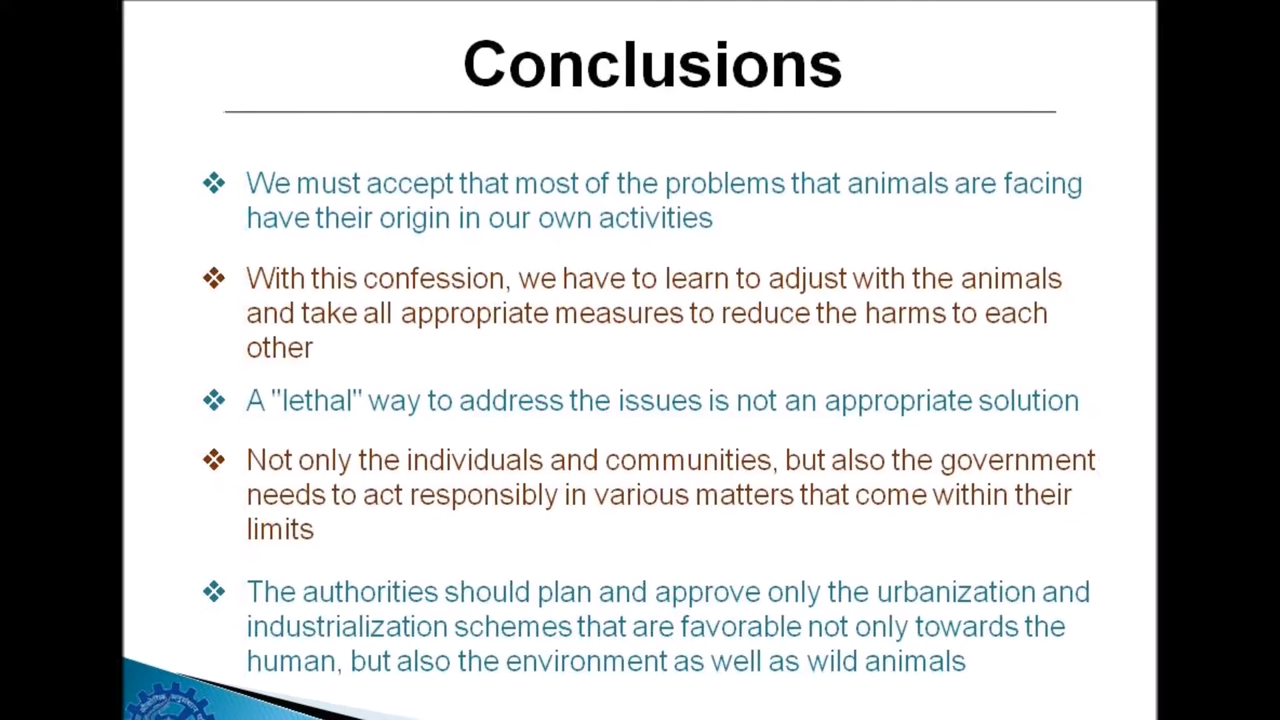 Conclusions
❖ We must accept that most of the problems that animals are facing
have their origin in our own activities
❖ With this confession, we have to learn to adjust with the animals
and take all appropriate measures to reduce the harms to each
other
❖ A "lethal" way to address the issues is not an appropriate solution
❖ Not only the individuals and communities, but also the government
needs to act responsibly in various matters that come within their
limits
❖ The authorities should plan and approve only the urbanization and
industrialization schemes that are favorable not only towards the
human, but also the environment as well as wild animals